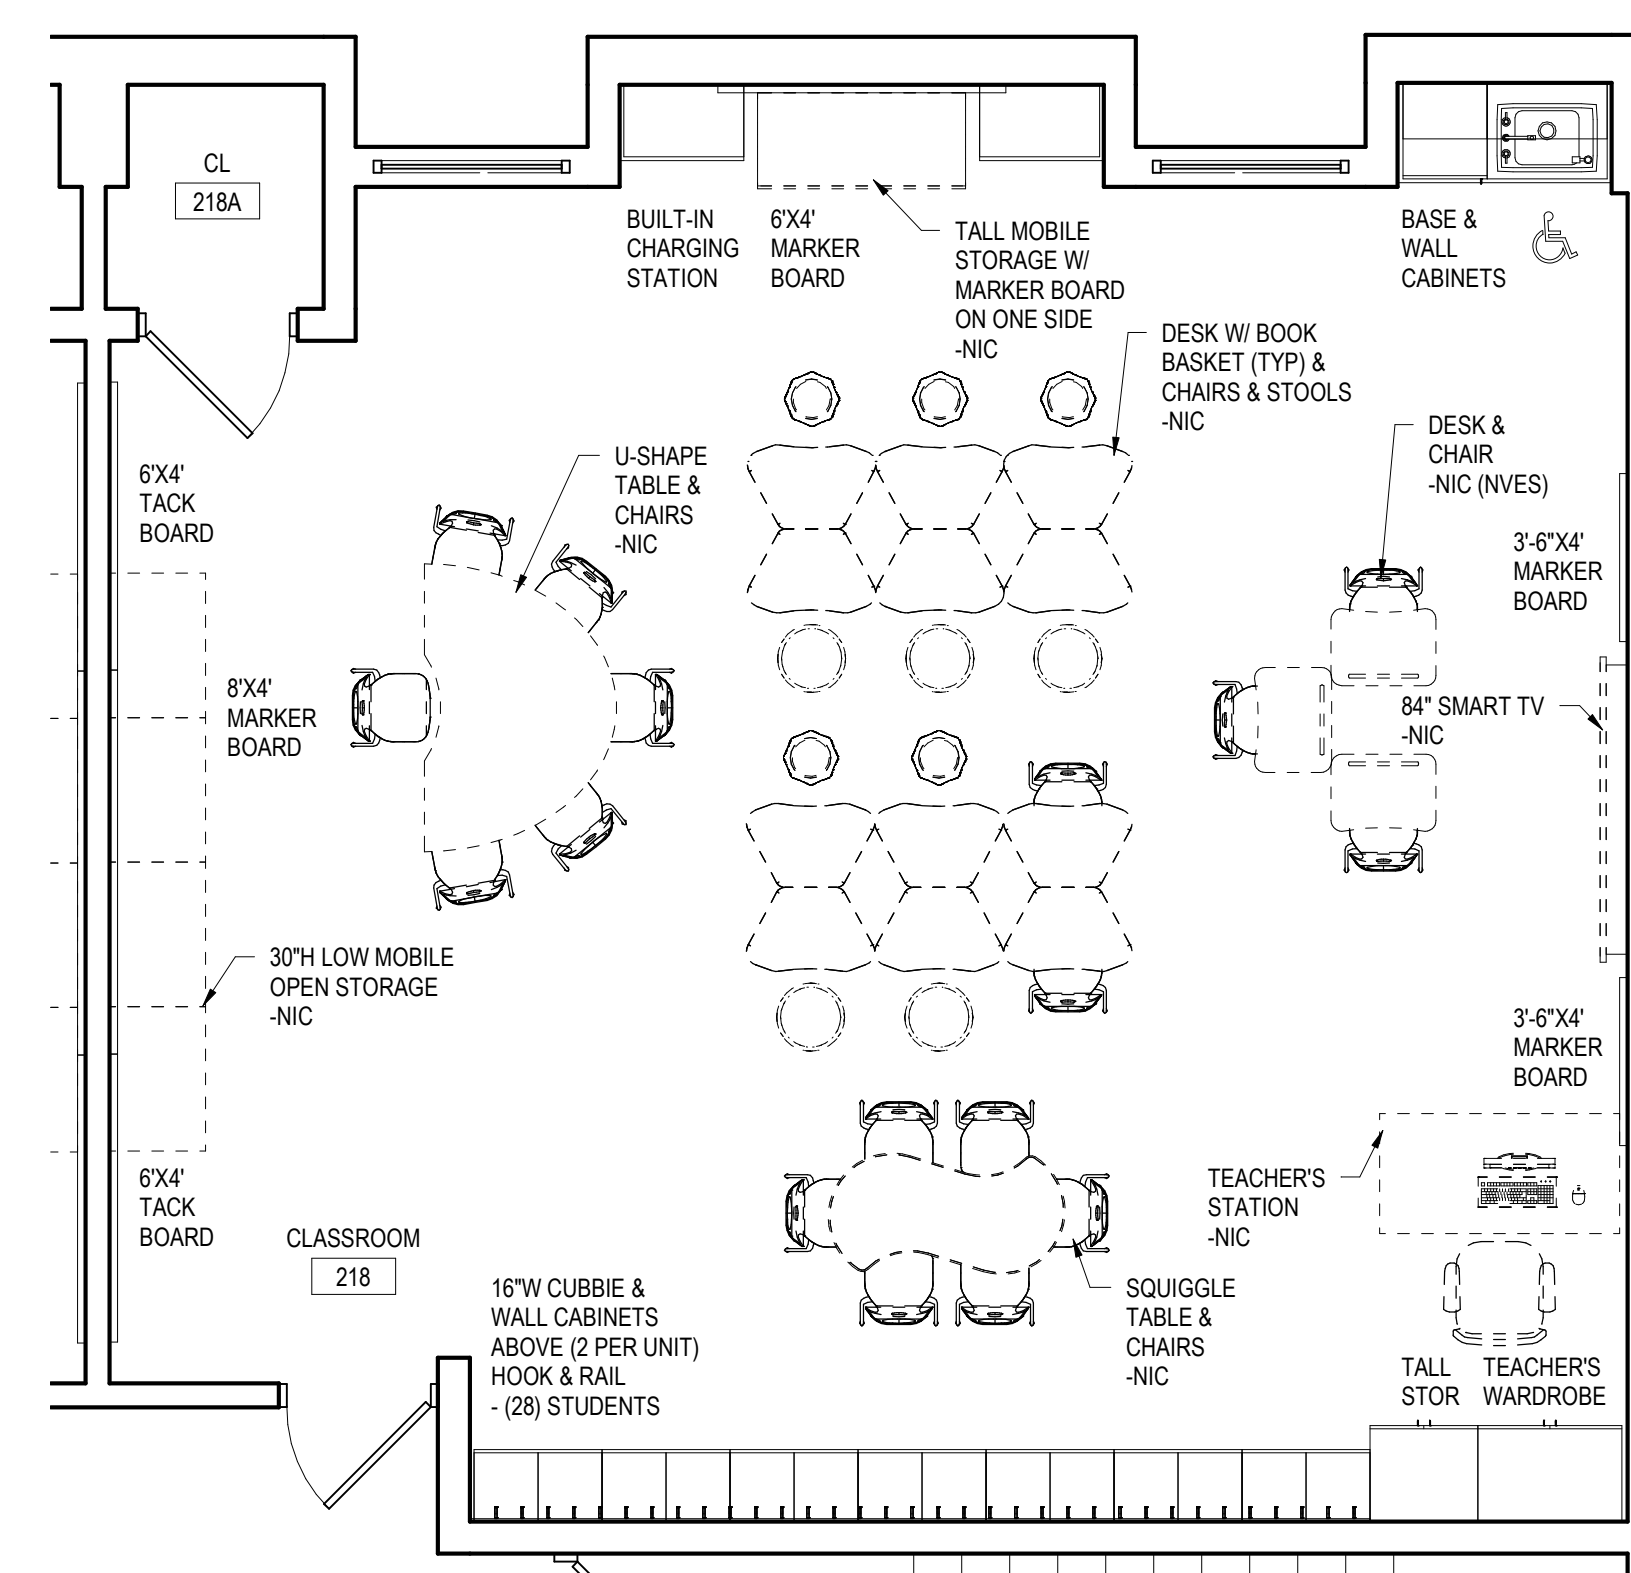 CL
218A
BUILT-IN
CHARGING
STATION
6'X4'
MARKER
BOARD
TALL MOBILE
STORAGE W/
MARKER BOARD
ON ONE SIDE
-NIC
BASE &
WALL
CABINETS
DESK W/ BOOK
BASKET (TYP) &
CHAIRS & STOOLS
-NIC
DESK &
CHAIR
-NIC (NVES)
U-SHAPE
TABLE &
CHAIRS
-NIC
6'X4'
TACK
BOARD
3'-6"X4'
MARKER
BOARD
8'X4'
MARKER
BOARD
84" SMART TV
-NIC
30"H LOW MOBILE
OPEN STORAGE
-NIC
3'-6"X4'
MARKER
BOARD
6'X4'
TACK
BOARD
TEACHER'S
STATION
-NIC
CLASSROOM
218
16"W CUBBIE &
WALL CABINETS
ABOVE (2 PER UNIT)
HOOK & RAIL
- (28) STUDENTS
SQUIGGLE
TABLE &
CHAIRS
-NIC
TALL
STOR
TEACHER'S
WARDROBE